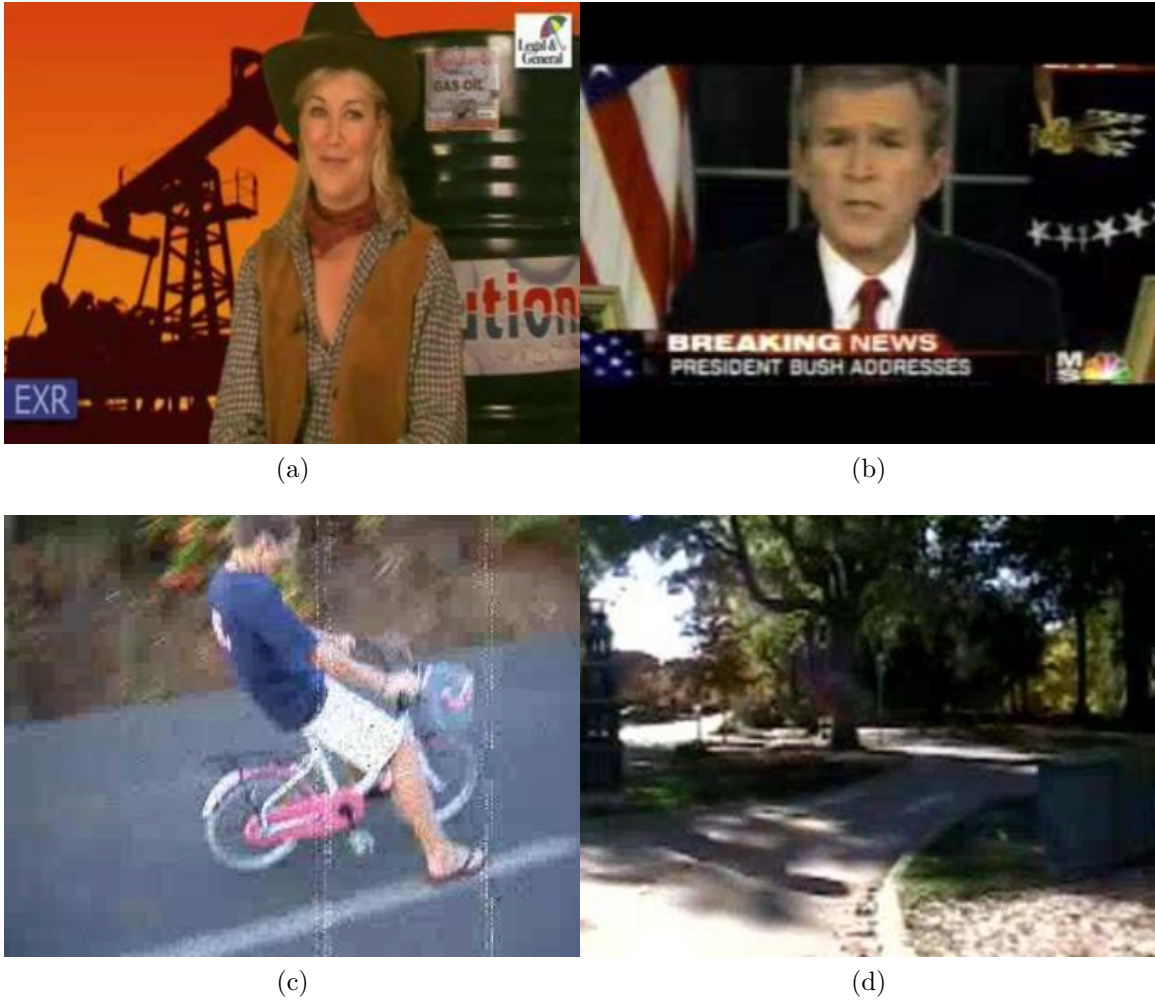 Legal &
General
GAS OIL
ution
EXR
(a)
BREAKING NEWS
PRESIDENT BUSH ADDRESSES
(b)
(c)
(d)